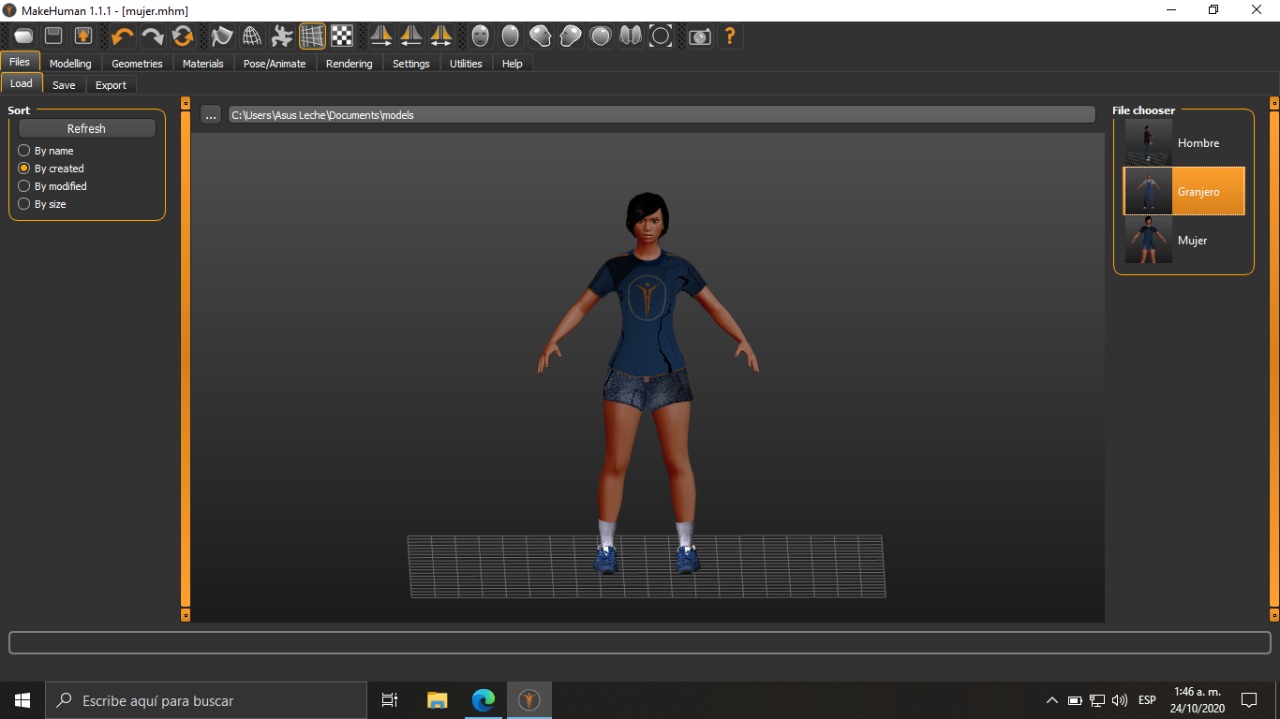 MakeHuman 1.1.1 - [mujer.mhm]
Files Modelling Geometries Materials Pose/Animate Rendering Settings Utilities Help
Load Save Export
Sort
Refresh
By name
By created
By modified
By size
... C:\Users\Asus Leche\Documents\models
File chooser
Hombre
Granjero
Mujer
Escribe aquí para buscar
ESP
1:46 a. m.
24/10/2020